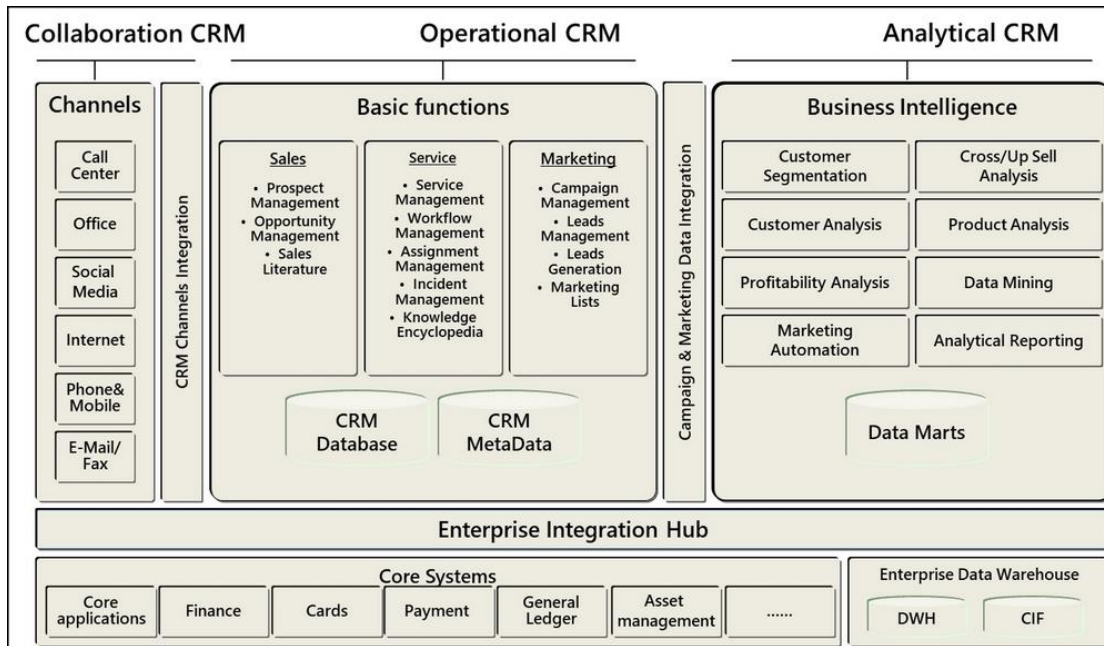 Collaboration CRM
Operational CRM
Analytical CRM
Channels
Call
Center
Office
Social
Media
Internet
Phone&
Mobile
E-Mail/
Fax
CRM Channels Integration
Basic functions
Sales
• Prospect
Management
• Opportunity
Management
• Sales
Literature
Service
• Service
Management
• Workflow
Management
• Assignment
Management
• Incident
Management
• Knowledge
Encyclopedia
Marketing
• Campaign
Management
• Leads
Management
• Leads
Generation
• Marketing
Lists
CRM
Database
CRM
MetaData
Campaign & Marketing Data Integration
Business Intelligence
Customer
Segmentation
Cross/Up Sell
Analysis
Customer Analysis
Product Analysis
Profitability Analysis
Data Mining
Marketing
Automation
Analytical Reporting
Data Marts
Enterprise Integration Hub
Core Systems
Core
applications
Finance
Cards
Payment
General
Ledger
Asset
management
......
Enterprise Data Warehouse
DWH
CIF